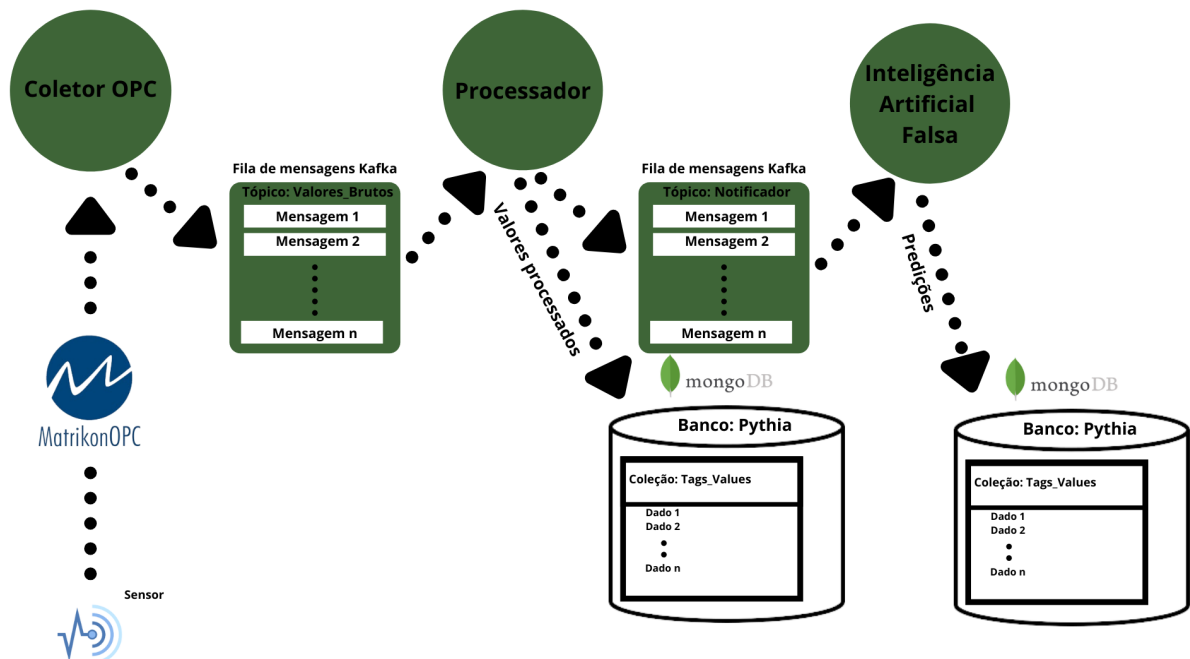 Coletor OPC
Processador
Inteligência
Artificial
Falsa
Fila de mensagens Kafka
Tópico: Valores_Brutos
Mensagem 1
Mensagem 2
Mensagem n
Fila de mensagens Kafka
Tópico: Notificador
Mensagem 1
Mensagem 2
Mensagem n
Valores processados
Predições
MatrikonOPC
Sensor
mongoDB
Banco: Pythia
Coleção: Tags_Values
Dado 1
Dado 2
Dado n
mongoDB
Banco: Pythia
Coleção: Tags_Values
Dado 1
Dado 2
Dado n